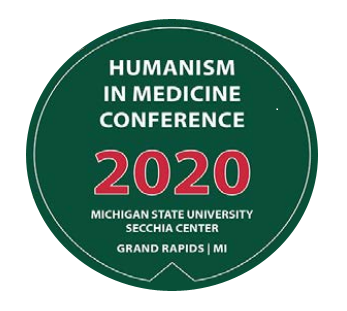 HUMANISM
IN MEDICINE
CONFERENCE
2020
MICHIGAN STATE UNIVERSITY
SECCHIA CENTER
GRAND RAPIDS | MI